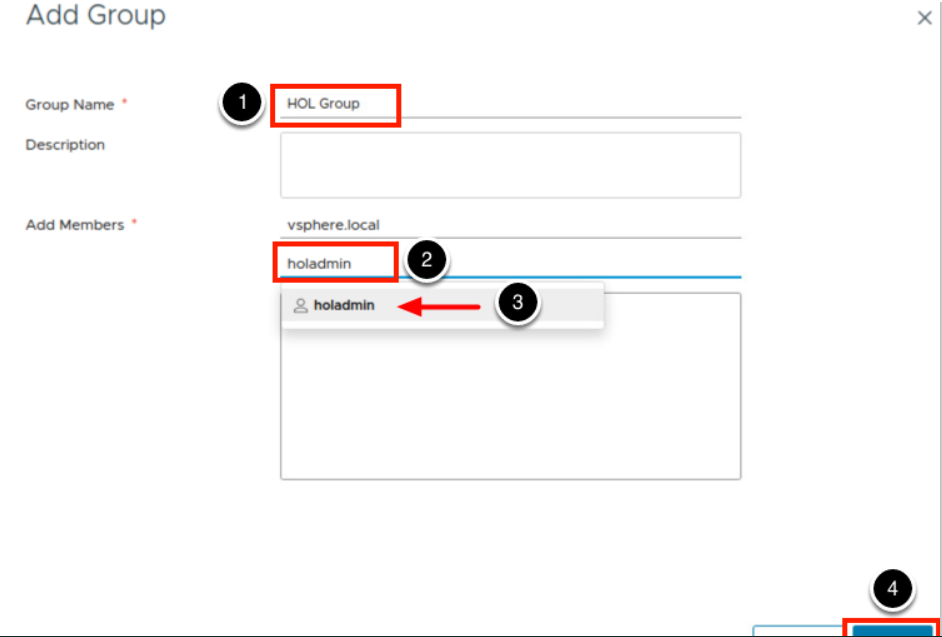 Add Group
×
1
Group Name *
HOL Group
Description
Add Members *
vsphere.local
holadmin
2
holadmin
3
4